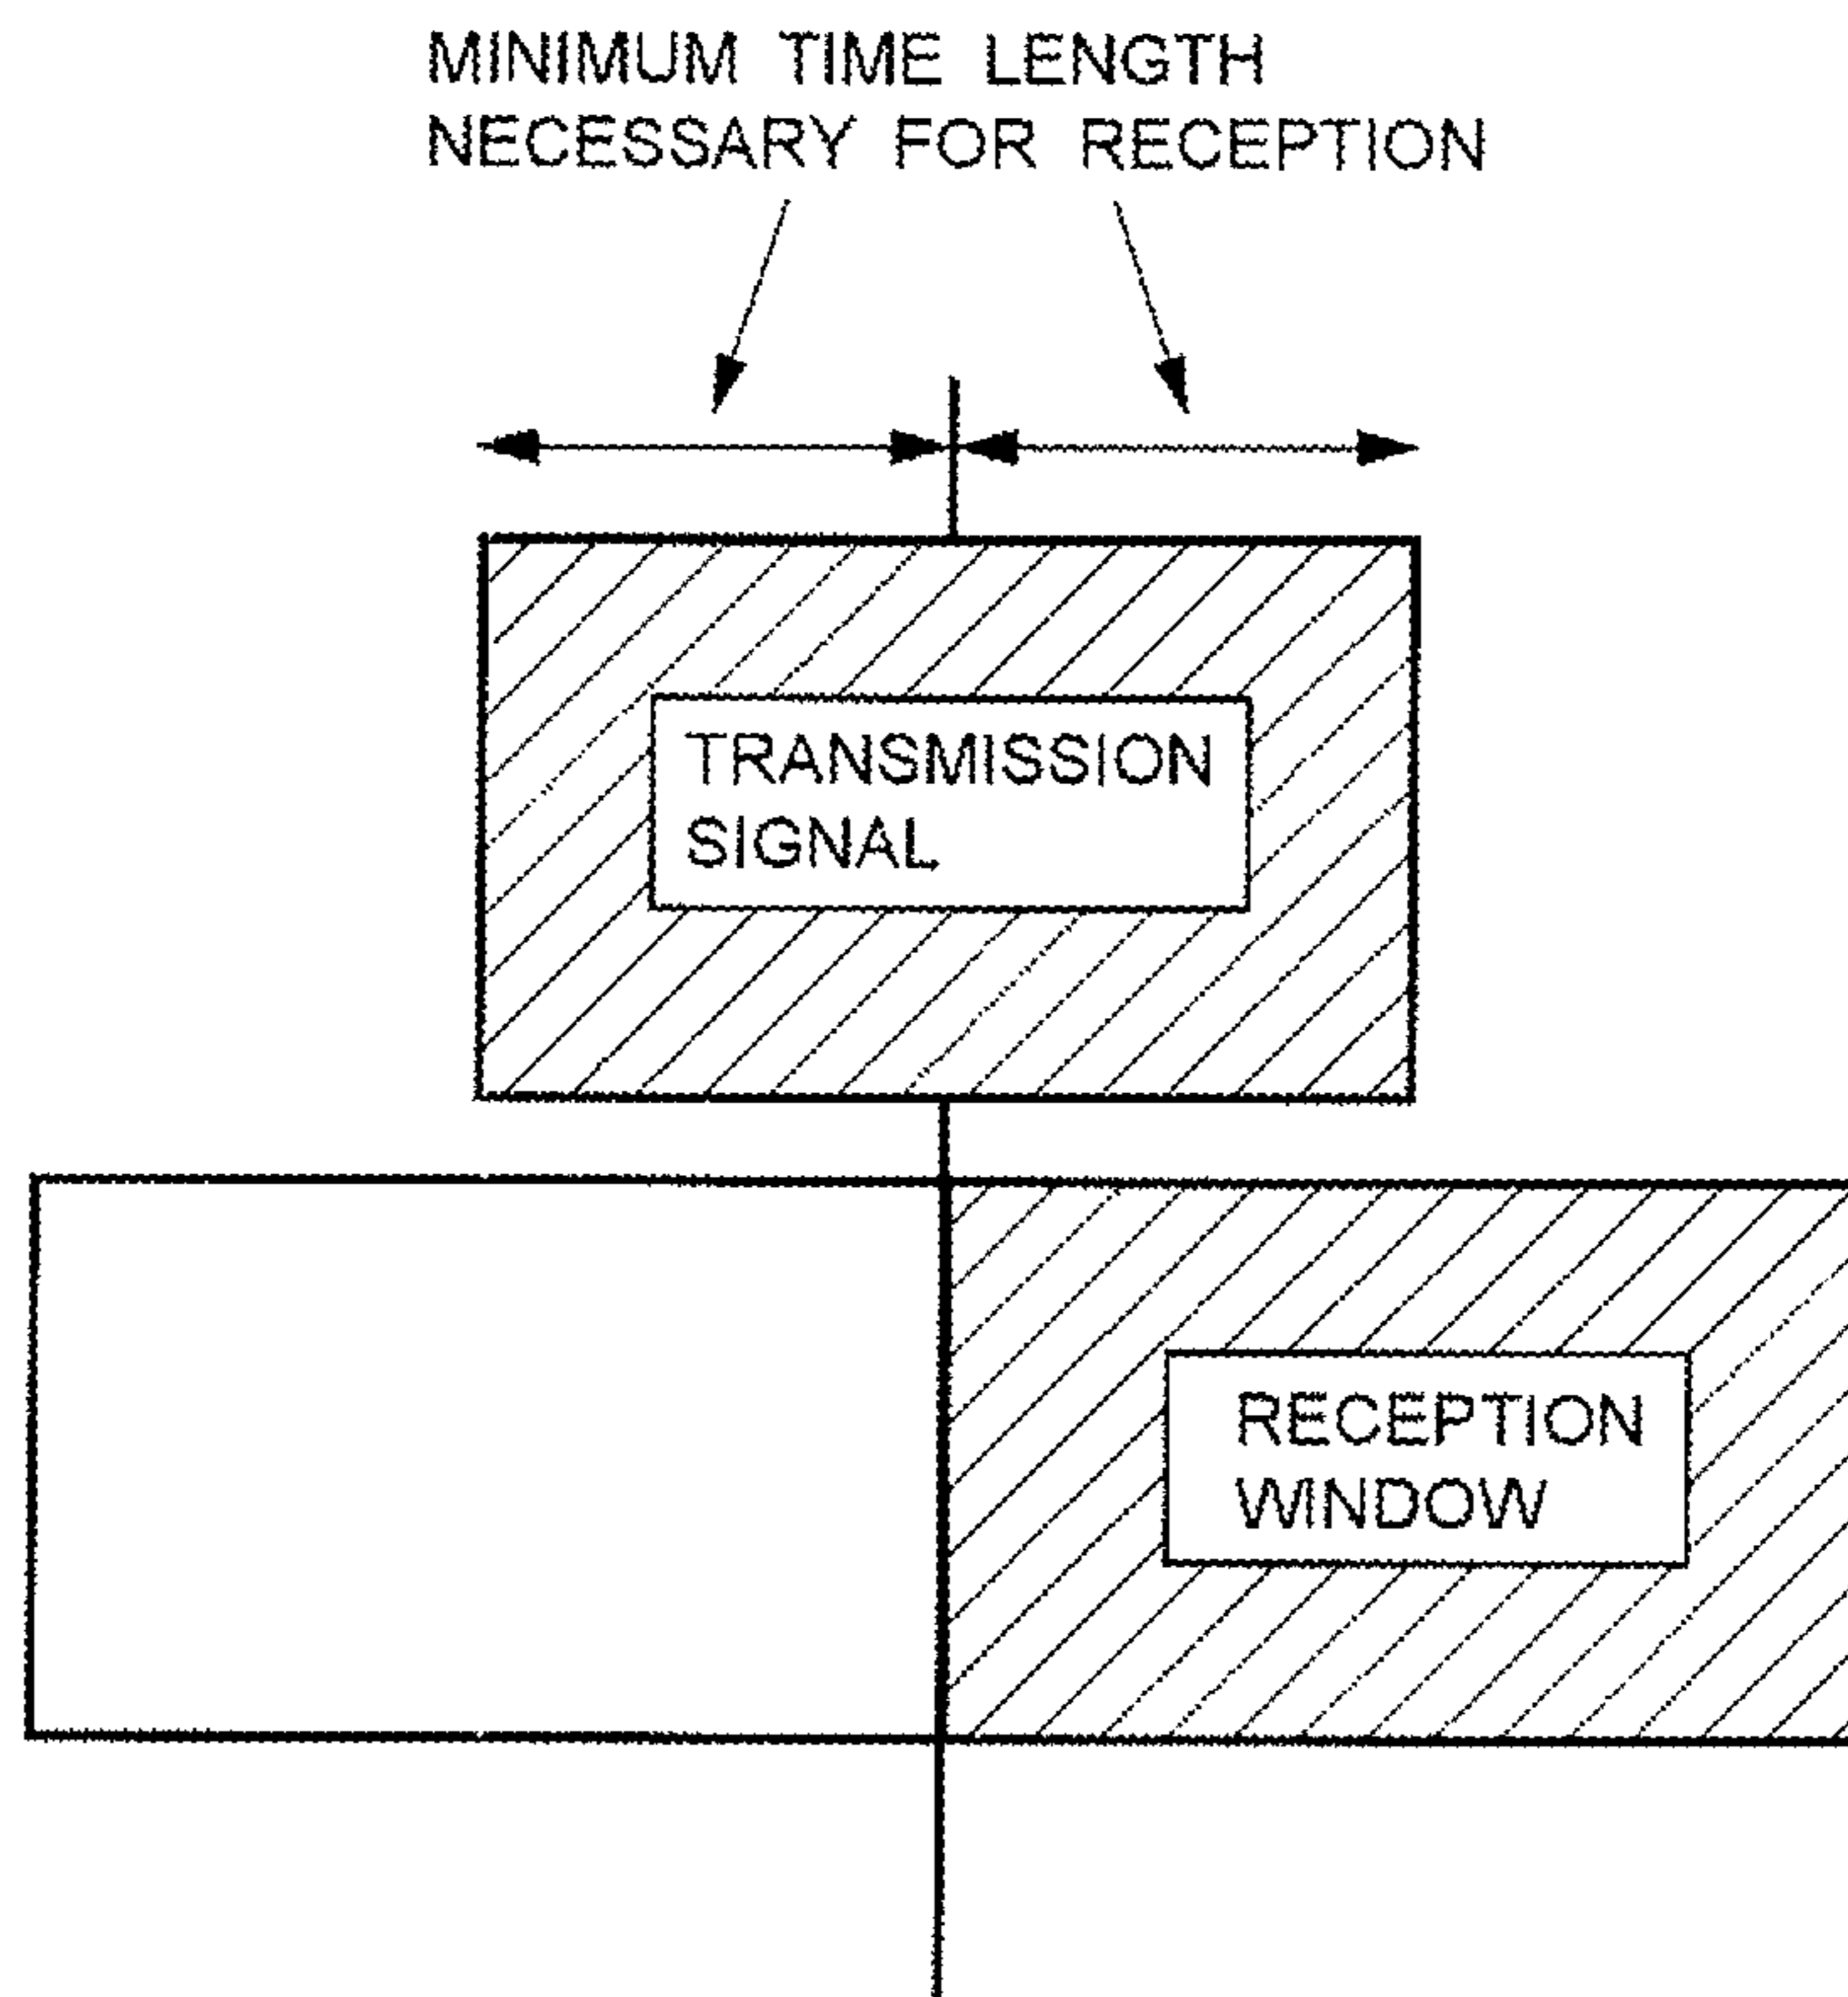 MINIMUM TIME LENGTH
NECESSARY FOR RECEPTION
TRANSMISSION
SIGNAL
RECEPTION
WINDOW